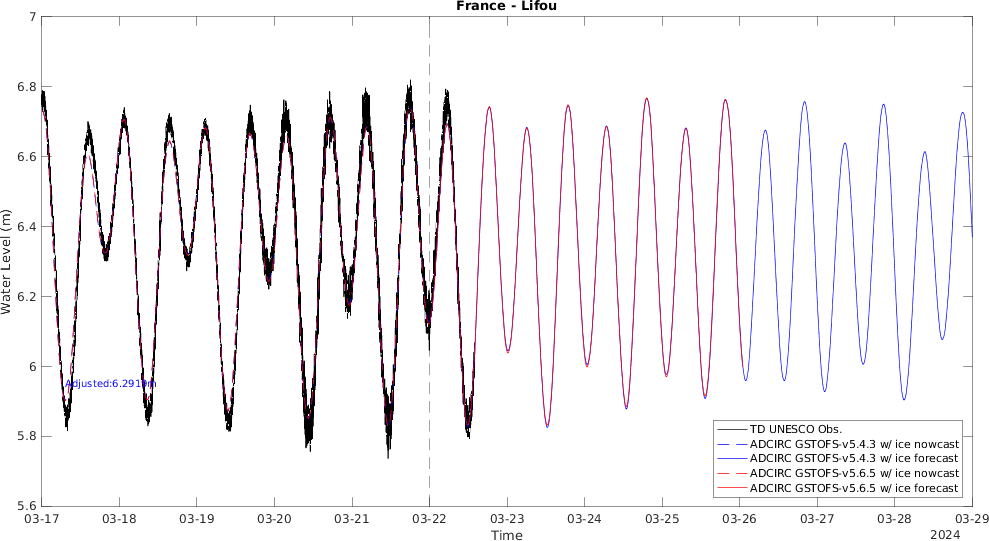 France - Lifou
7
6.8
6.6
6.4
6.2
6
5.8
5.6
Water Level (m)
Adjusted:6.2919m
TD UNESCO Obs.
ADCIRC GSTOFS-v5.4.3 w/ ice nowcast
ADCIRC GSTOFS-v5.4.3 w/ ice forecast
ADCIRC GSTOFS-v5.6.5 w/ ice nowcast
ADCIRC GSTOFS-v5.6.5 w/ ice forecast
03-17 03-18 03-19 03-20 03-21 03-22 03-23 03-24 03-25 03-26 03-27 03-28 03-29
Time
2024